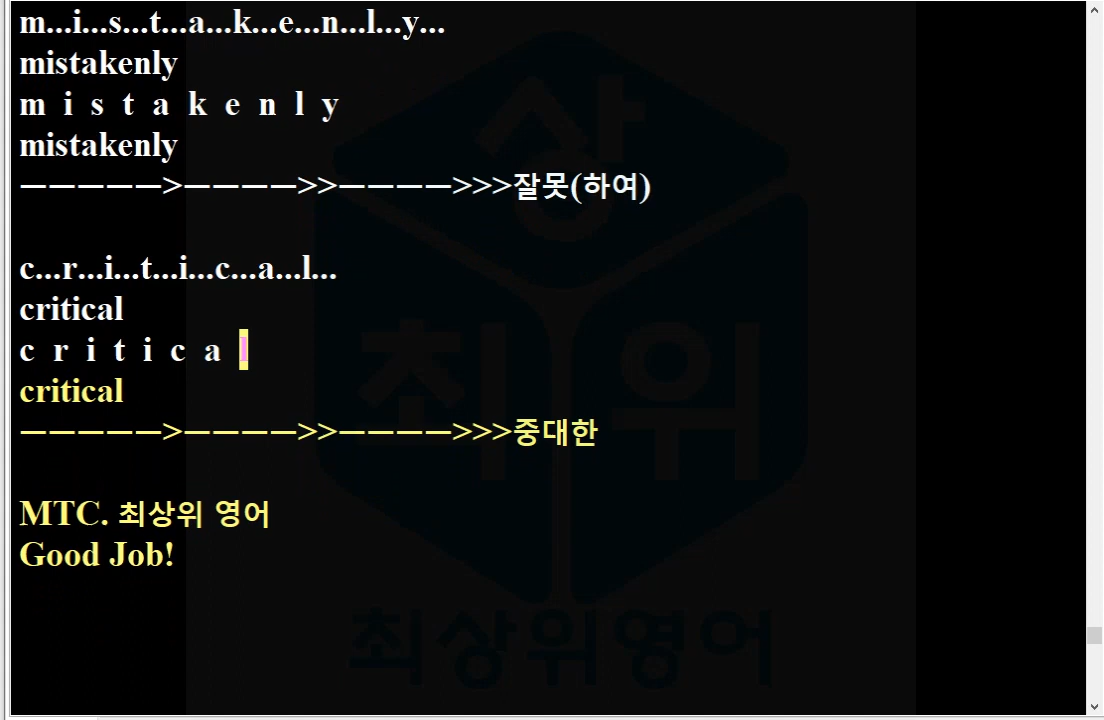 m...i...s...t...a...k...e...n...l...y...
mistakenly
m i s t a k e n l y
mistakenly
—————>————>>————>>>잘못(하여)
c...r...i...t...i...c...a...l...
critical
c r i t i c a l
critical
—————>————>>————>>>중대한
MTC. 최상위 영어
Good Job!
상
최 위
최상위영어